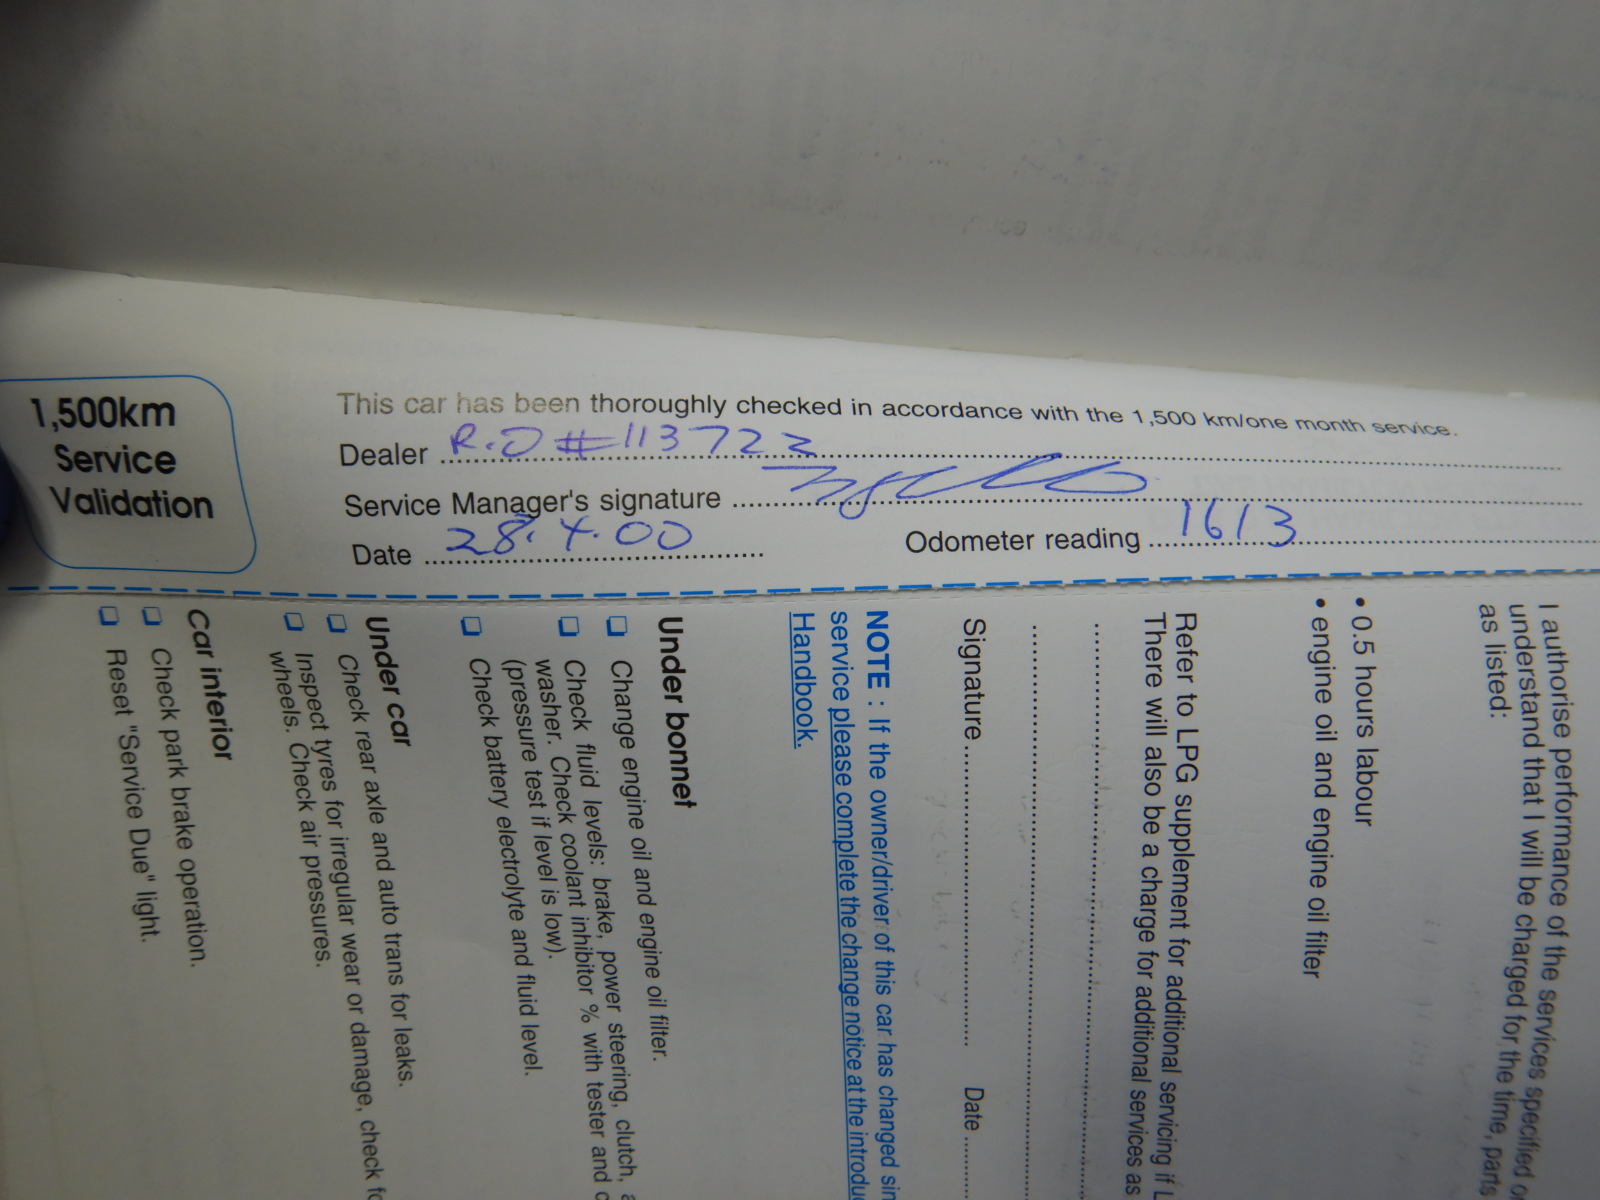 1,500km
Service
Validation
This car has been thoroughly checked in accordance with the 1,500 km/one month service.
Dealer R.O #113722
Service Manager's signature
Date 28.4.00 Odometer reading 1613
I authorise performance of the services specified
understand that I will be charged for the time, parts
as listed:
• 0.5 hours labour
• engine oil and engine oil filter
Refer to LPG supplement for additional servicing if L
There will also be a charge for additional services as
Signature Date
NOTE : If the owner/driver of this car has changed sin
service please complete the change notice at the introdu
Handbook.
Under bonnet
Change engine oil and engine oil filter.
Check fluid levels: brake, power steering, clutch,
washer. Check coolant inhibitor % with tester and c
(pressure test if level is low).
Check battery electrolyte and fluid level.
Under car
Check rear axle and auto trans for leaks.
Inspect tyres for irregular wear or damage, check fo
wheels. Check air pressures.
Car interior
Check park brake operation.
Reset "Service Due" light.